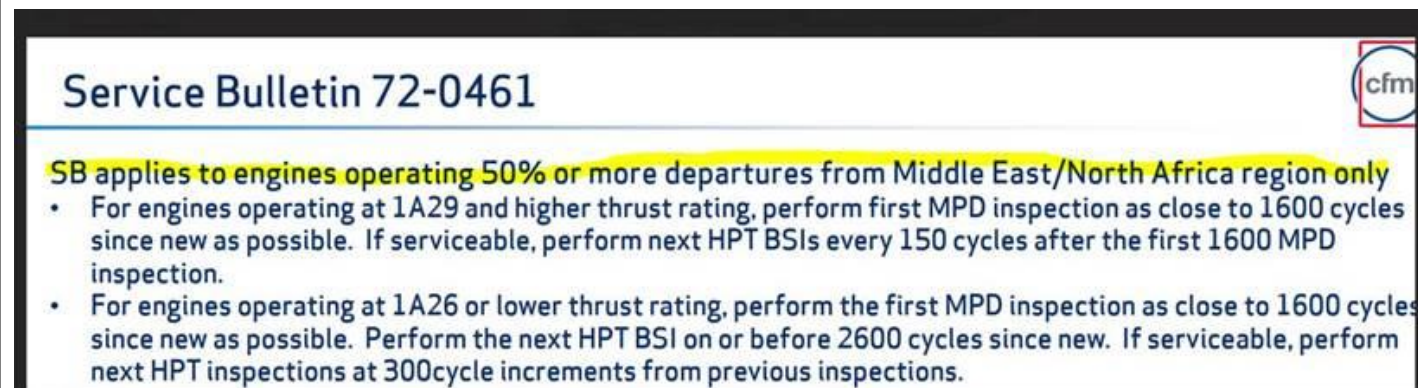 Service Bulletin 72-0461
cfm
SB applies to engines operating 50% or more departures from Middle East/North Africa region only
• For engines operating at 1A29 and higher thrust rating, perform first MPD inspection as close to 1600 cycles
since new as possible. If serviceable, perform next HPT BSIs every 150 cycles after the first 1600 MPD
inspection.
• For engines operating at 1A26 or lower thrust rating, perform the first MPD inspection as close to 1600 cycles
since new as possible. Perform the next HPT BSI on or before 2600 cycles since new. If serviceable, perform
next HPT inspections at 300cycle increments from previous inspections.